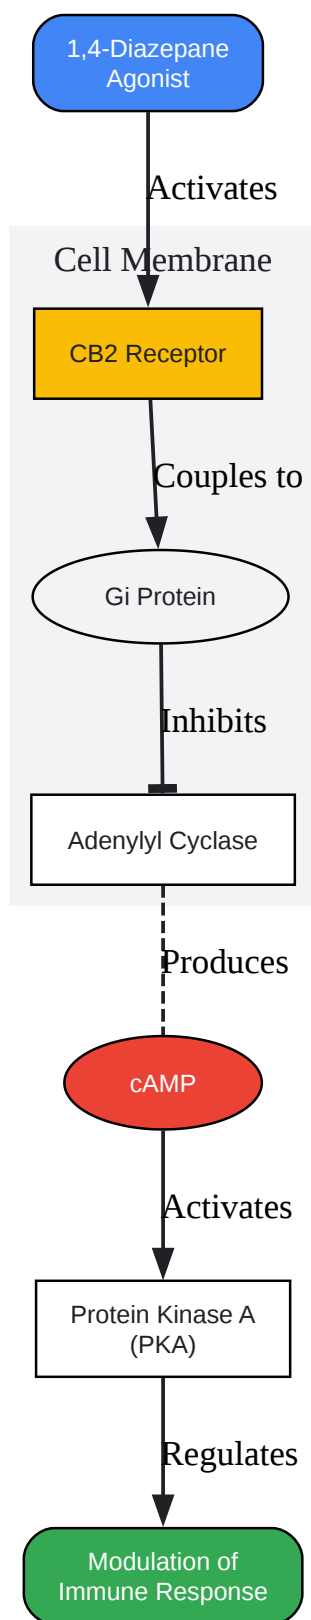 1,4-Diazepane
Agonist
Activates
Cell Membrane
CB2 Receptor
Couples to
Gi Protein
Inhibits
Adenylyl Cyclase
Produces
cAMP
Activates
Protein Kinase A
(PKA)
Regulates
Modulation of
Immune Response